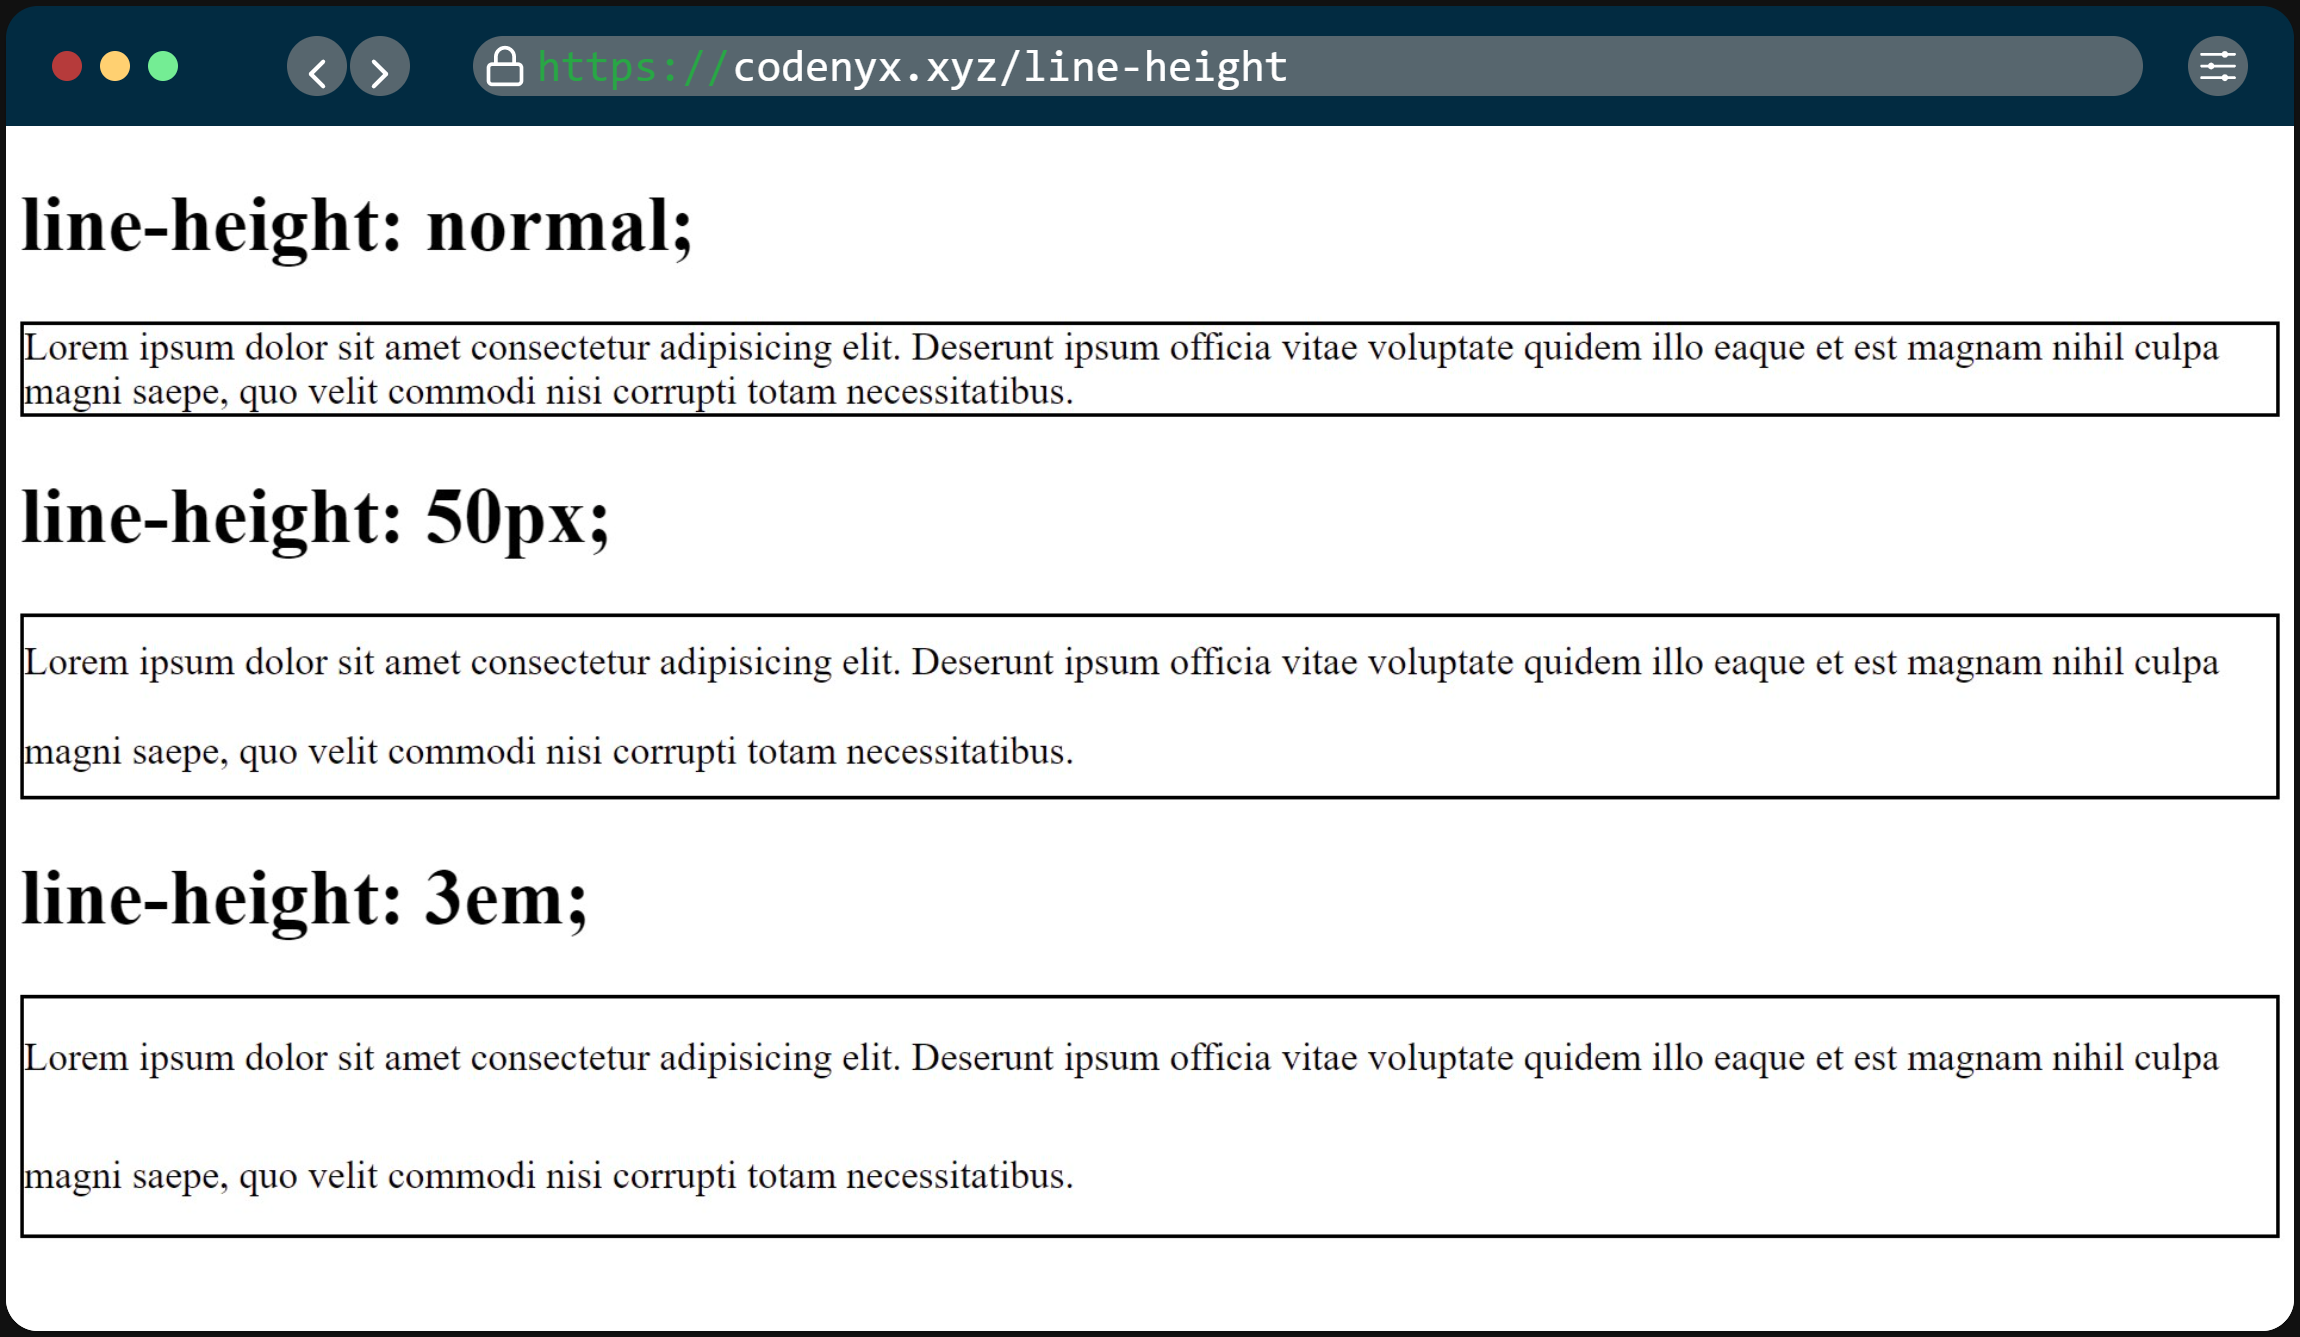 https://codenyx.xyz/line-height
line-height: normal;
Lorem ipsum dolor sit amet consectetur adipisicing elit. Deserunt ipsum officia vitae voluptate quidem illo eaque et est magnam nihil culpa
magni saepe, quo velit commodi nisi corrupti totam necessitatibus.
line-height: 50px;
Lorem ipsum dolor sit amet consectetur adipisicing elit. Deserunt ipsum officia vitae voluptate quidem illo eaque et est magnam nihil culpa
magni saepe, quo velit commodi nisi corrupti totam necessitatibus.
line-height: 3em;
Lorem ipsum dolor sit amet consectetur adipisicing elit. Deserunt ipsum officia vitae voluptate quidem illo eaque et est magnam nihil culpa
magni saepe, quo velit commodi nisi corrupti totam necessitatibus.